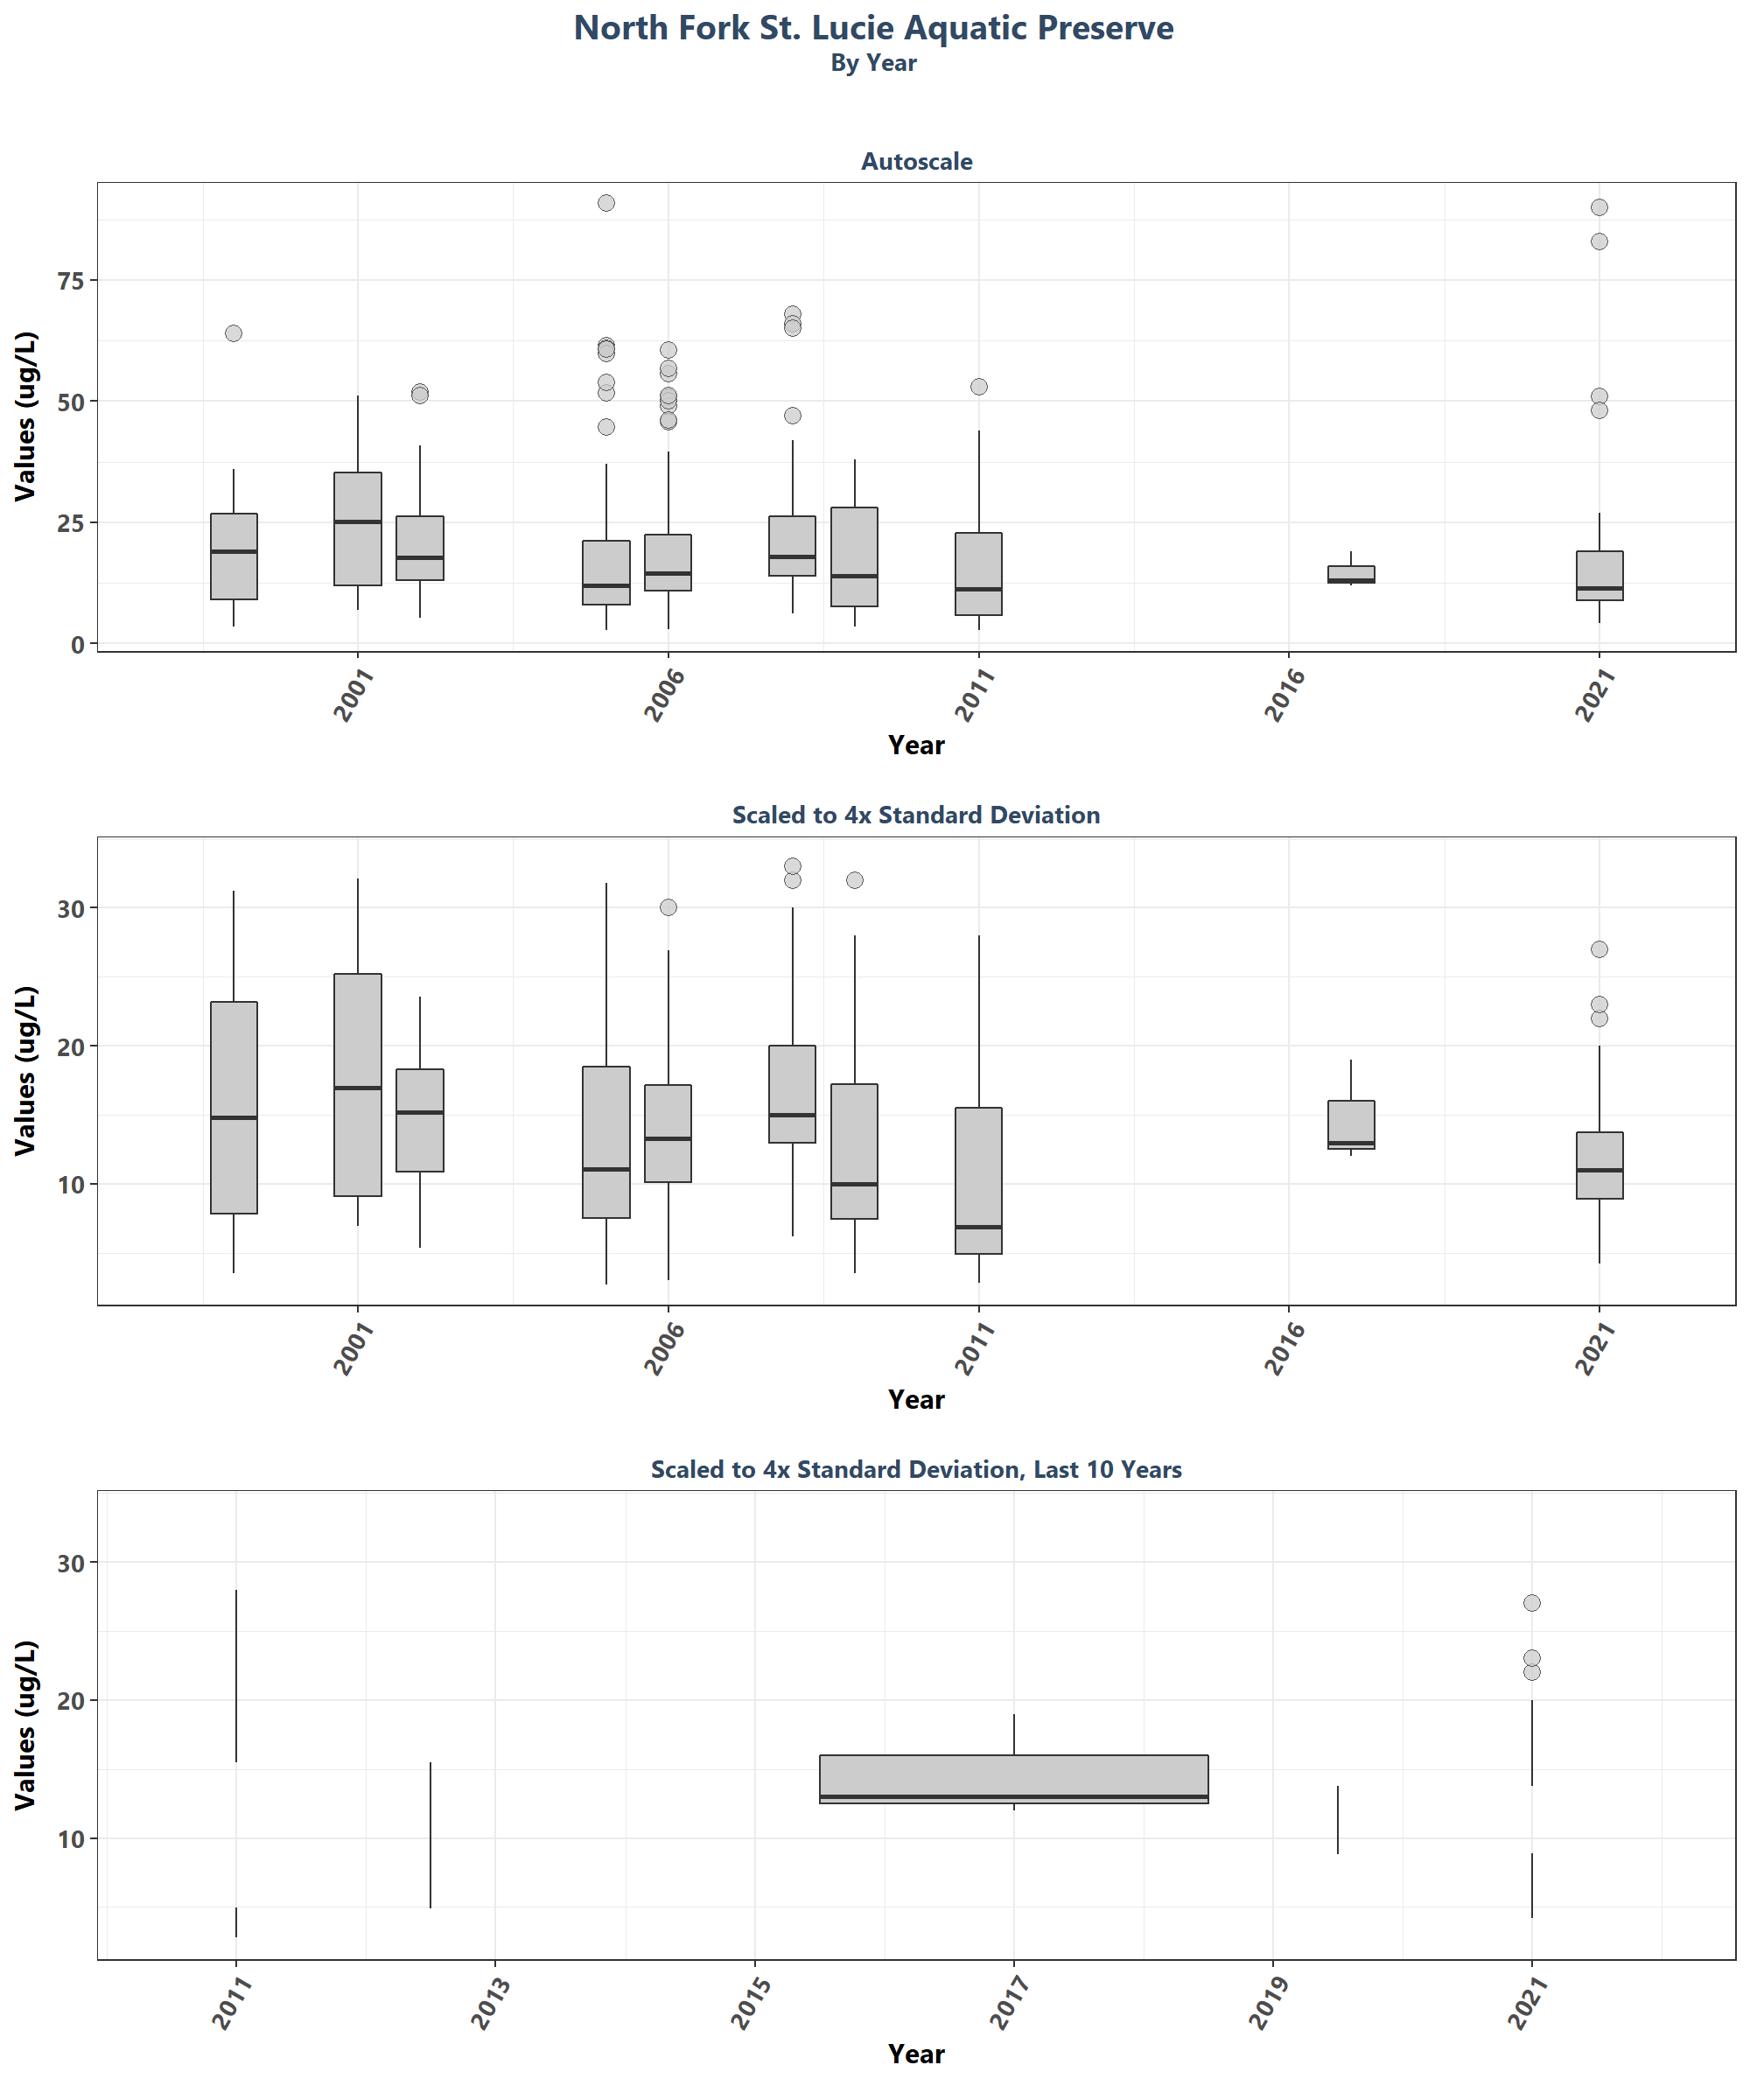 North Fork St. Lucie Aquatic Preserve
By Year
Autoscale
Values (ug/L)
75
50
25
0
2001
2006
2011
2016
2021
Year
Scaled to 4x Standard Deviation
Values (ug/L)
30
20
10
2001
2006
2011
2016
2021
Year
Scaled to 4x Standard Deviation, Last 10 Years
Values (ug/L)
30
20
10
2011
2013
2015
2017
2019
2021
Year